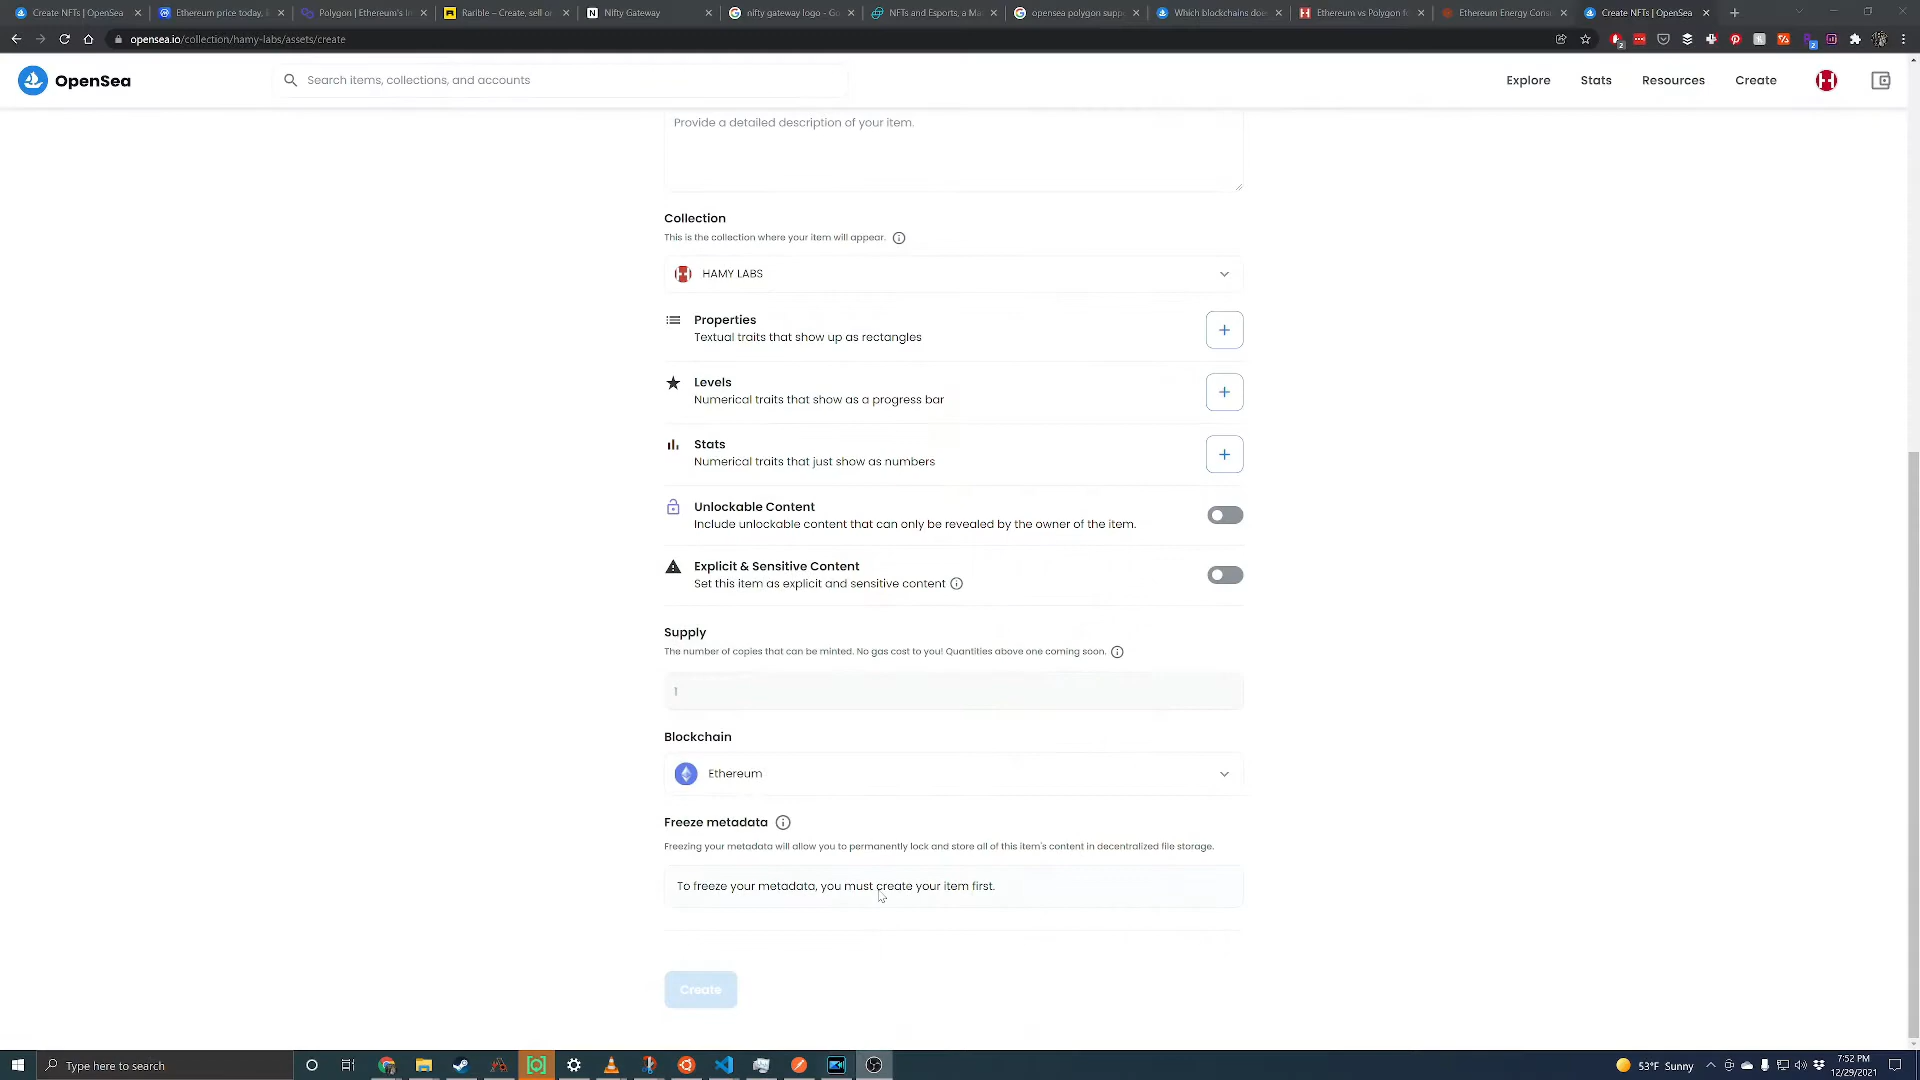 Create NFTs | OpenSea
Ethereum price today,
Polygon | Ethereum's In
Rarible – Create, sell or
Nifty Gateway
nifty gateway logo - Go
NFTs and Esports, a Ma
opensea polygon supp
Which blockchains doe
Ethereum vs Polygon fo
Ethereum Energy Cons
Create NFTs | OpenSea
opensea.io/collection/hamy-labs/assets/create
OpenSea
Search items, collections, and accounts
Explore
Stats
Resources
Create
Provide a detailed description of your item.
Collection
This is the collection where your item will appear.
HAMY LABS
Properties
Textual traits that show up as rectangles
Levels
Numerical traits that show as a progress bar
Stats
Numerical traits that just show as numbers
Unlockable Content
Include unlockable content that can only be revealed by the owner of the item.
Explicit & Sensitive Content
Set this item as explicit and sensitive content
Supply
The number of copies that can be minted. No gas cost to you! Quantities above one coming soon.
1
Blockchain
Ethereum
Freeze metadata
Freezing your metadata will allow you to permanently lock and store all of this item's content in decentralized file storage.
To freeze your metadata, you must create your item first.
Create
Type here to search
53°F Sunny
7:52 PM
12/29/2021